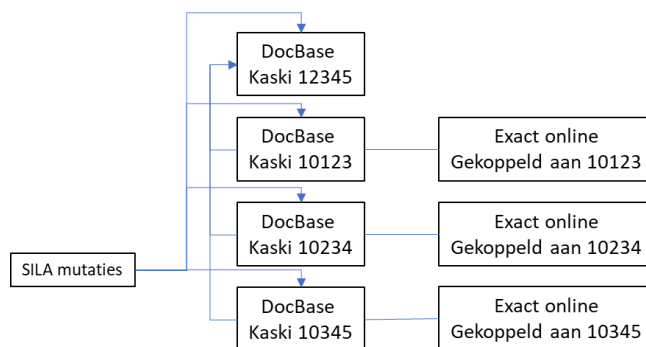 DocBase
Kaski 12345
DocBase
Kaski 10123
Exact online
Gekoppeld aan 10123
DocBase
Kaski 10234
Exact online
Gekoppeld aan 10234
SILA mutaties
DocBase
Kaski 10345
Exact online
Gekoppeld aan 10345